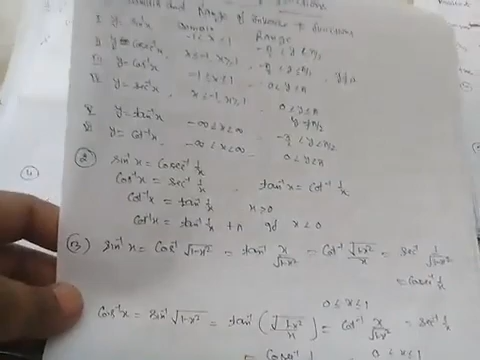 Domain and Range of Inverse functions
Domain Range
I y = sin⁻¹x -1 ≤ x ≤ 1 -π/2 ≤ y ≤ π/2
II y = cosec⁻¹x x ≤ -1, x ≥ 1 -π/2 ≤ y ≤ π/2, y ≠ 0
III y = cos⁻¹x -1 ≤ x ≤ 1 0 ≤ y ≤ π
y = sec⁻¹x x ≤ -1, x ≥ 1 0 ≤ y ≤ π
y ≠ π/2
y = tan⁻¹x -∞ ≤ x ≤ ∞ -π/2 ≤ y ≤ π/2
y = cot⁻¹x -∞ ≤ x ≤ ∞ 0 ≤ y ≤ π
② sin⁻¹x = cosec⁻¹ 1/x
cos⁻¹x = sec⁻¹ 1/x tan⁻¹x = cot⁻¹ 1/x
cot⁻¹x = tan⁻¹ 1/x x > 0
cot⁻¹x = tan⁻¹ 1/x + π x < 0
③ sin⁻¹x = cos⁻¹ √(1-x²) = tan⁻¹ x/√(1-x²) = cot⁻¹ √(1-x²)/x = sec⁻¹ 1/√(1-x²)
= cosec⁻¹ 1/x
0 ≤ x ≤ 1
cos⁻¹x = sin⁻¹ √(1-x²) = tan⁻¹ (√(1-x²)/x) = cot⁻¹ x/√(1-x²) = sec⁻¹ 1/x
= cosec⁻¹ 0 ≤ x ≤ 1